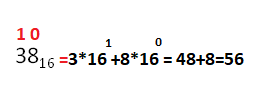 1 0
38₁₆ =3*16¹ +8*16⁰ = 48+8=56